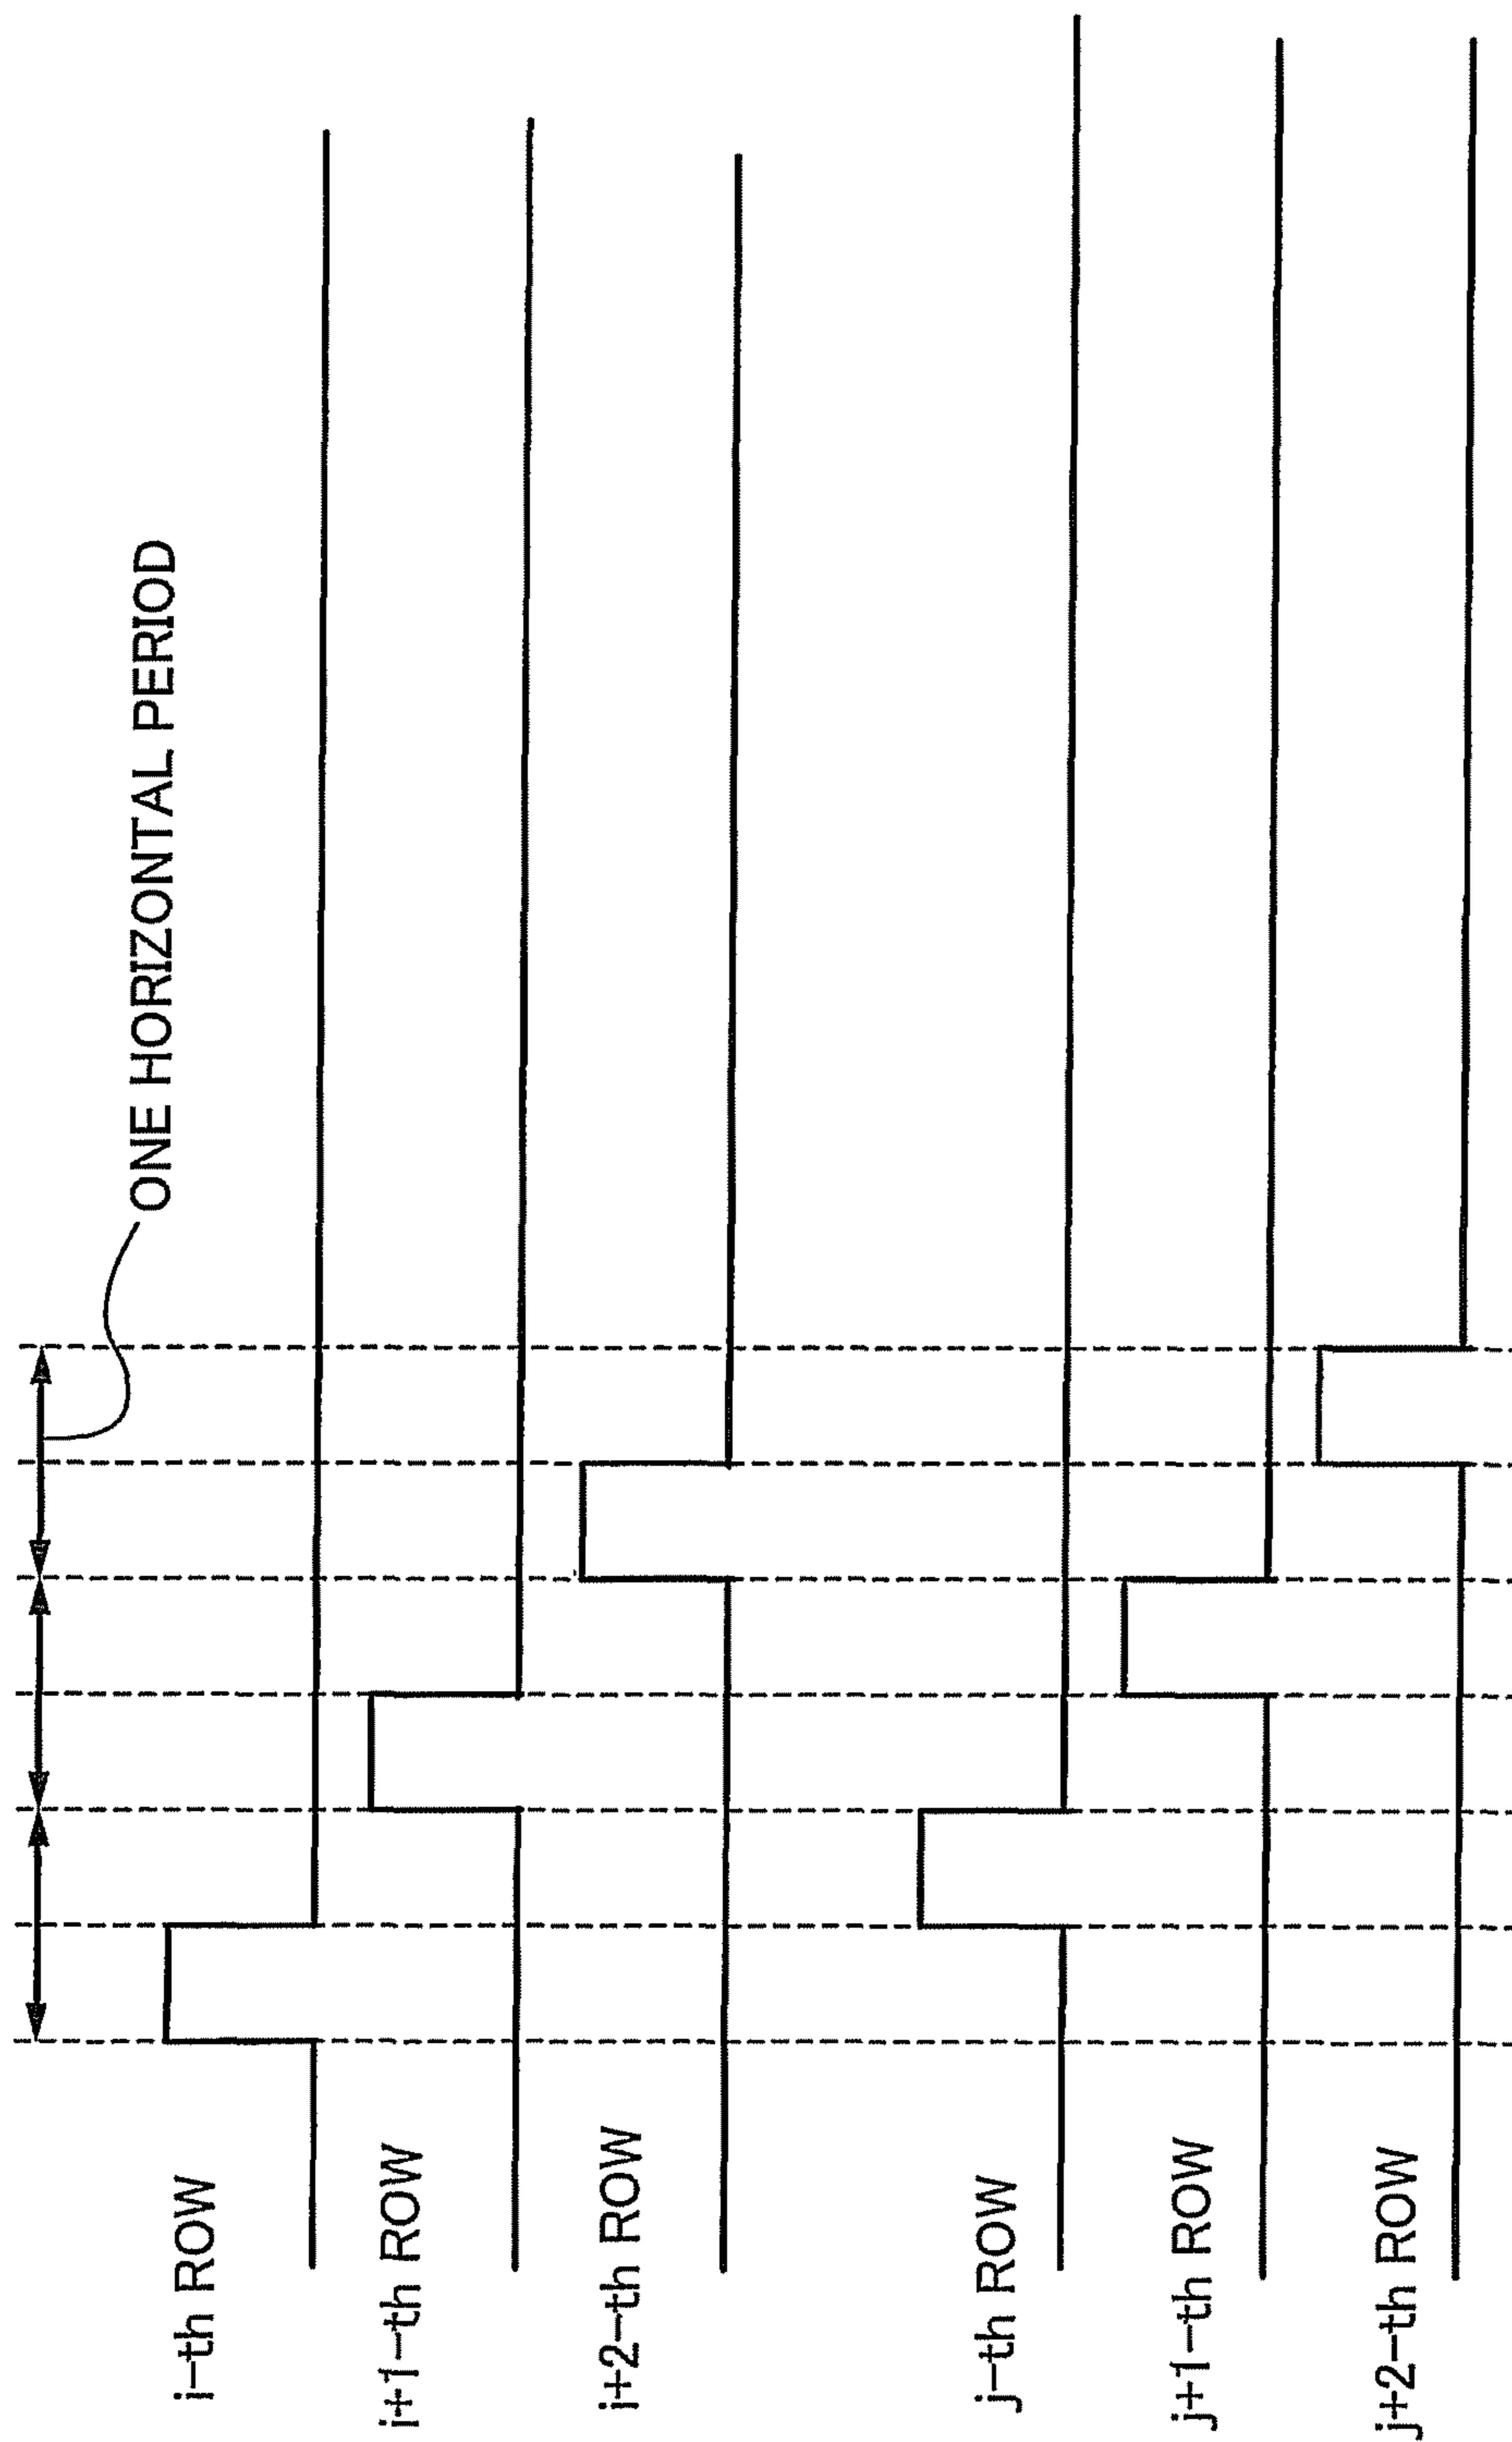 ONE HORIZONTAL PERIOD
i-th ROW
i+1-th ROW
i+2-th ROW
j-th ROW
j+1-th ROW
j+2-th ROW